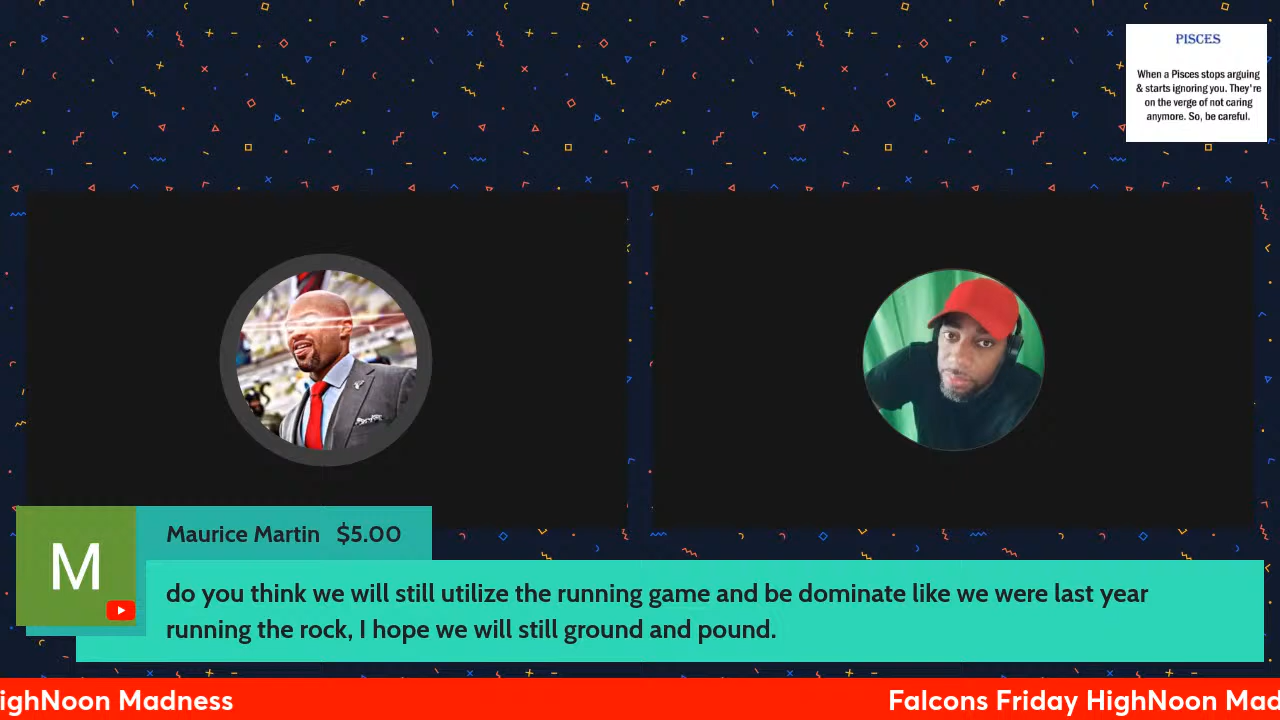 PISCES
When a Pisces stops arguing
& starts ignoring you. They're
on the verge of not caring
anymore. So, be careful.
M
Maurice Martin $5.00
do you think we will still utilize the running game and be dominate like we were last year
running the rock, I hope we will still ground and pound.
ighNoon Madness
Falcons Friday HighNoon Mad